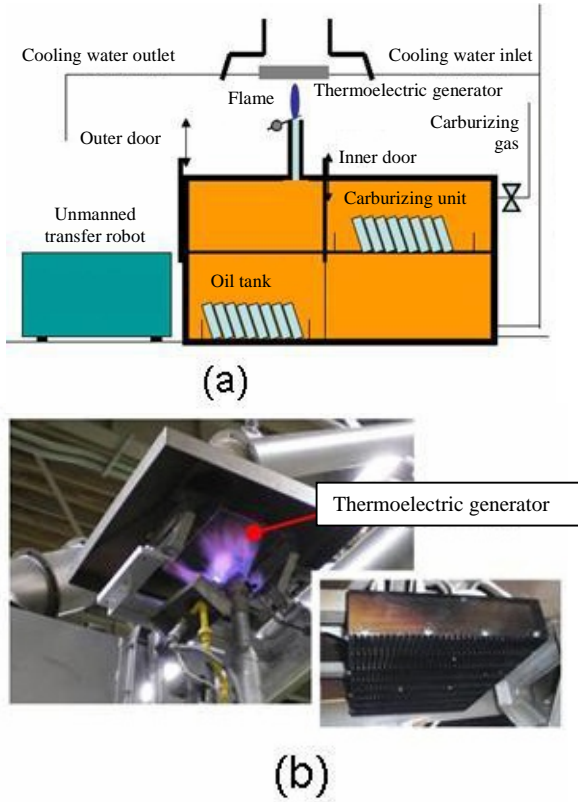 Cooling water outlet
Cooling water inlet
Flame
Thermoelectric generator
Carburizing
gas
Outer door
Inner door
Unmanned
transfer robot
Carburizing unit
Oil tank
(a)
Thermoelectric generator
(b)